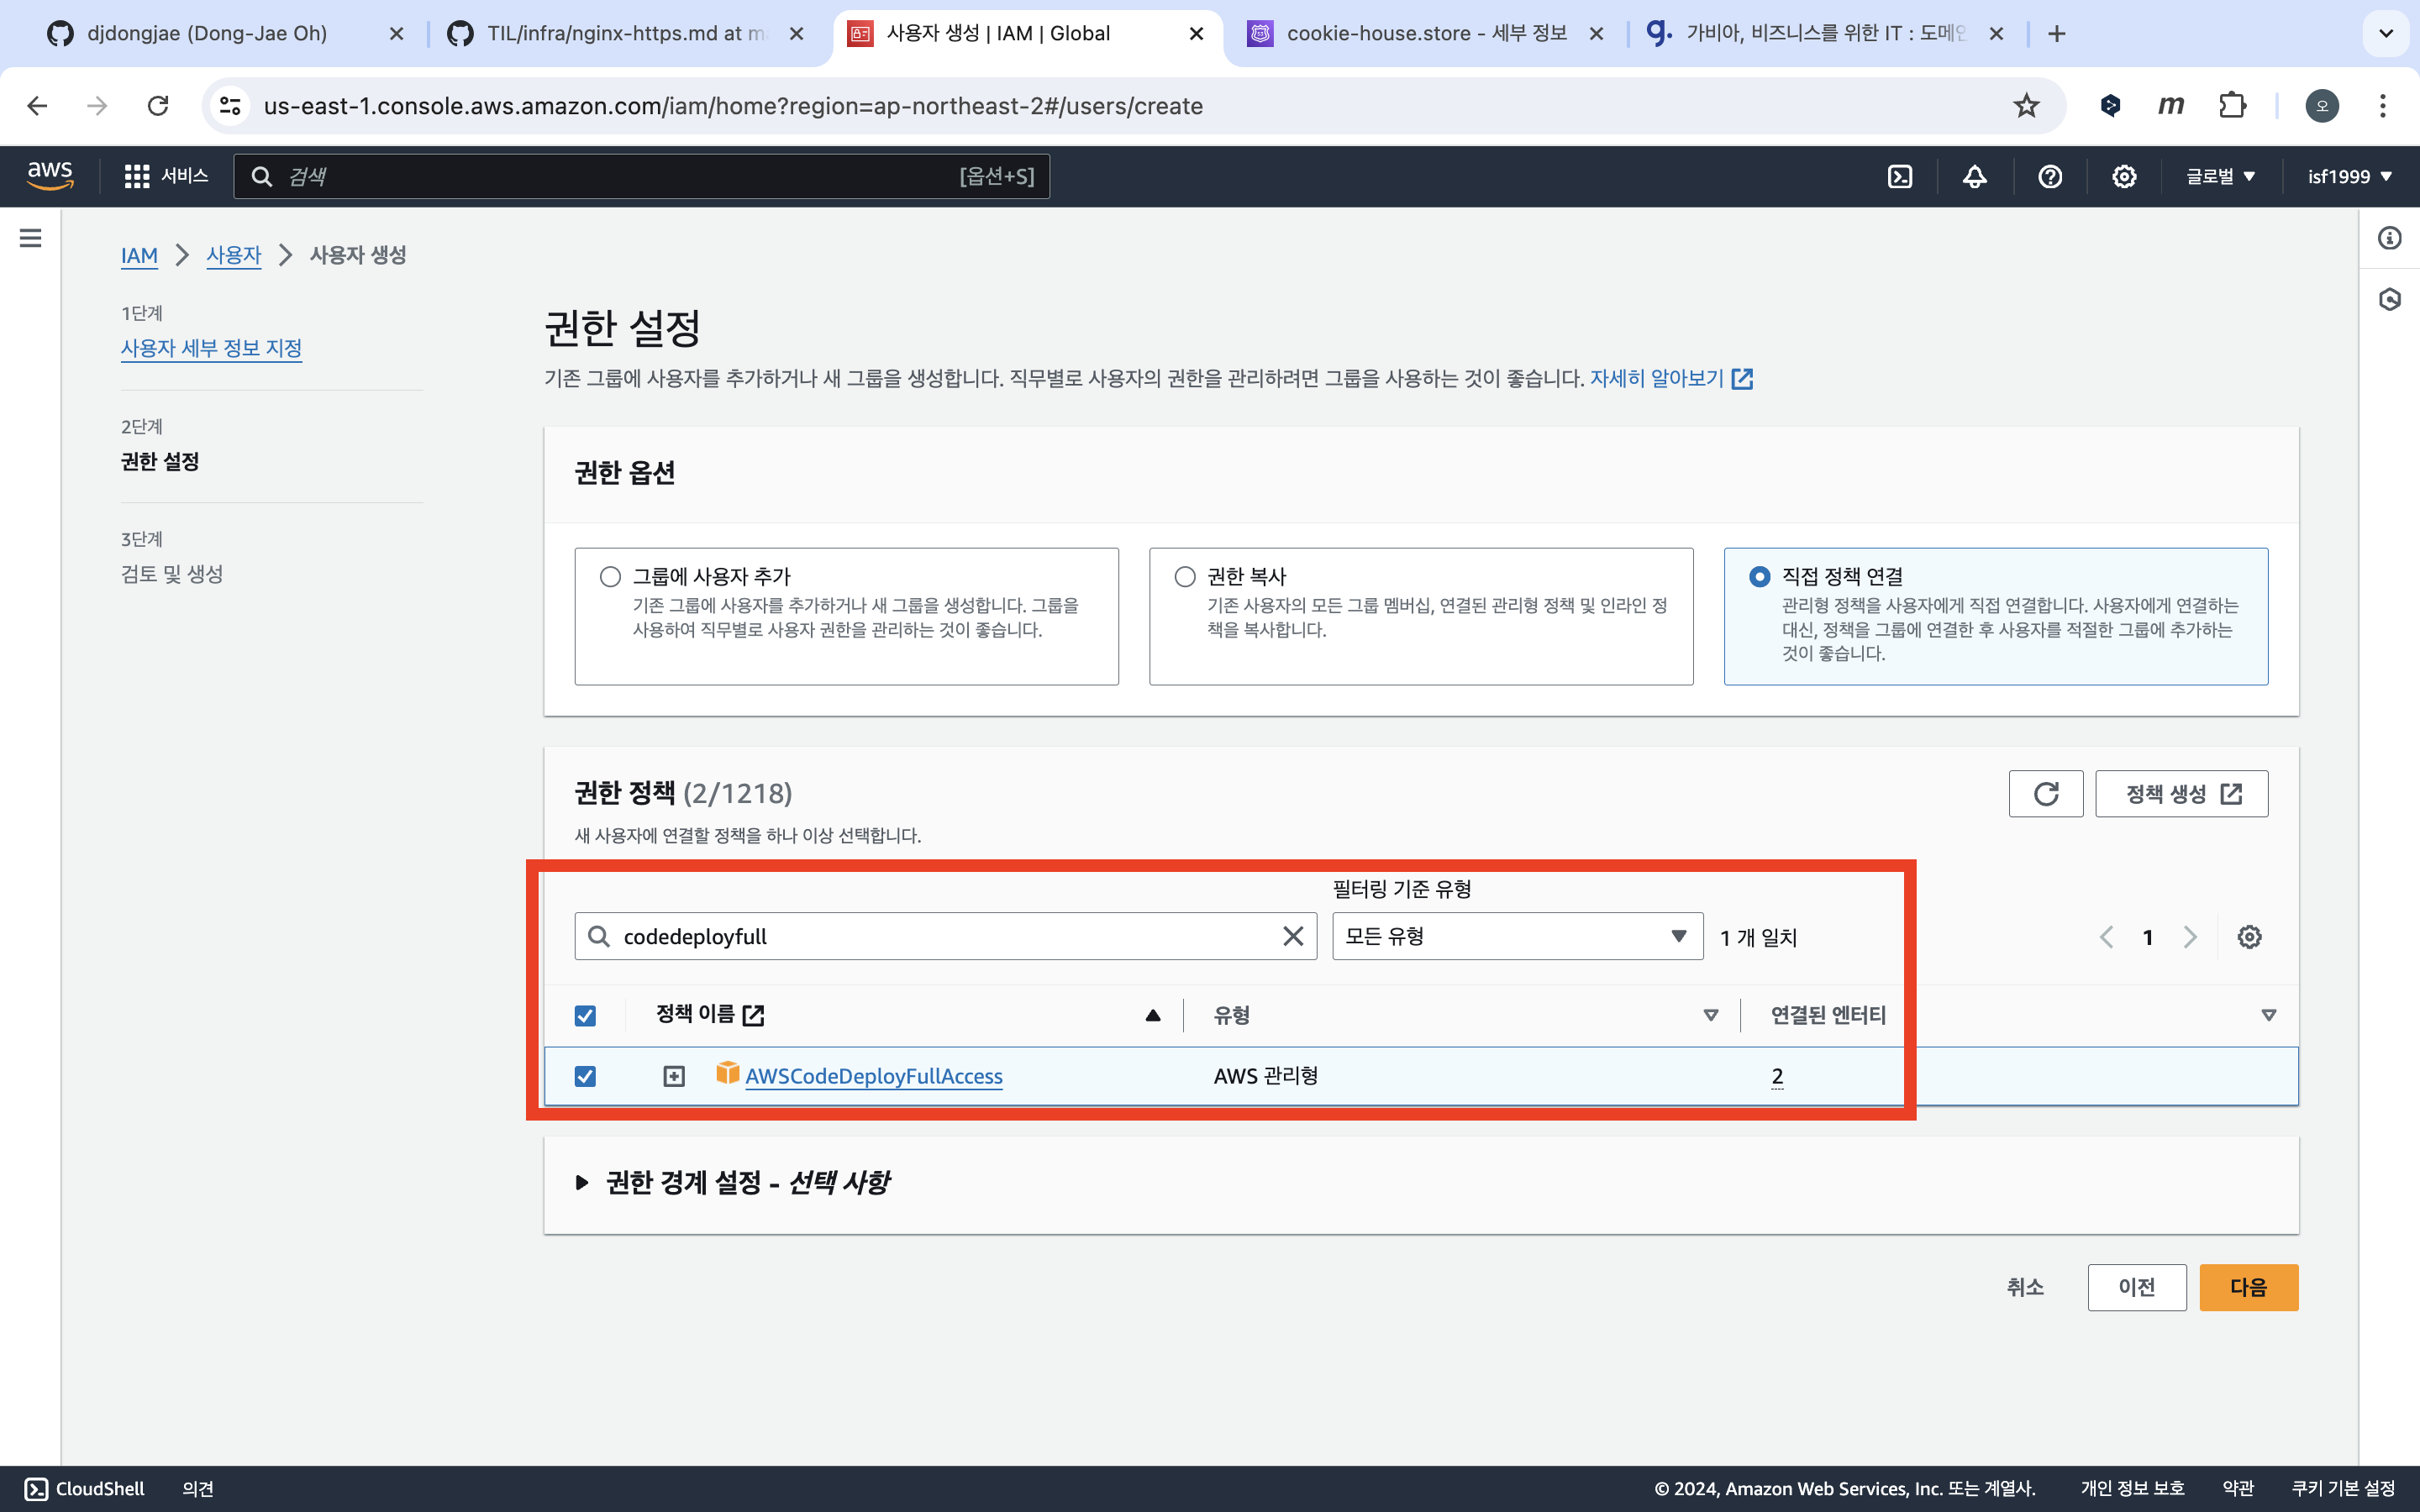 djdongjae (Dong-Jae Oh)
TIL/infra/nginx-https.md at m
사용자 생성 | IAM | Global
cookie-house.store - 세부 정보
가비아, 비즈니스를 위한 IT : 도메인
us-east-1.console.aws.amazon.com/iam/home?region=ap-northeast-2#/users/create
오
aws
서비스
검색
[옵션+S]
글로벌
isf1999
IAM
사용자
사용자 생성
1단계
사용자 세부 정보 지정
2단계
권한 설정
3단계
검토 및 생성
권한 설정
기존 그룹에 사용자를 추가하거나 새 그룹을 생성합니다. 직무별로 사용자의 권한을 관리하려면 그룹을 사용하는 것이 좋습니다. 자세히 알아보기
권한 옵션
그룹에 사용자 추가
기존 그룹에 사용자를 추가하거나 새 그룹을 생성합니다. 그룹을
사용하여 직무별로 사용자 권한을 관리하는 것이 좋습니다.
권한 복사
기존 사용자의 모든 그룹 멤버십, 연결된 관리형 정책 및 인라인 정
책을 복사합니다.
직접 정책 연결
관리형 정책을 사용자에게 직접 연결합니다. 사용자에게 연결하는
대신, 정책을 그룹에 연결한 후 사용자를 적절한 그룹에 추가하는
것이 좋습니다.
권한 정책 (2/1218)
새 사용자에 연결할 정책을 하나 이상 선택합니다.
정책 생성
필터링 기준 유형
codedeployfull
모든 유형
1 개 일치
1
정책 이름
유형
연결된 엔터티
AWSCodeDeployFullAccess
AWS 관리형
2
권한 경계 설정 - 선택 사항
취소
이전
다음
CloudShell
의견
© 2024, Amazon Web Services, Inc. 또는 계열사.
개인 정보 보호
약관
쿠키 기본 설정